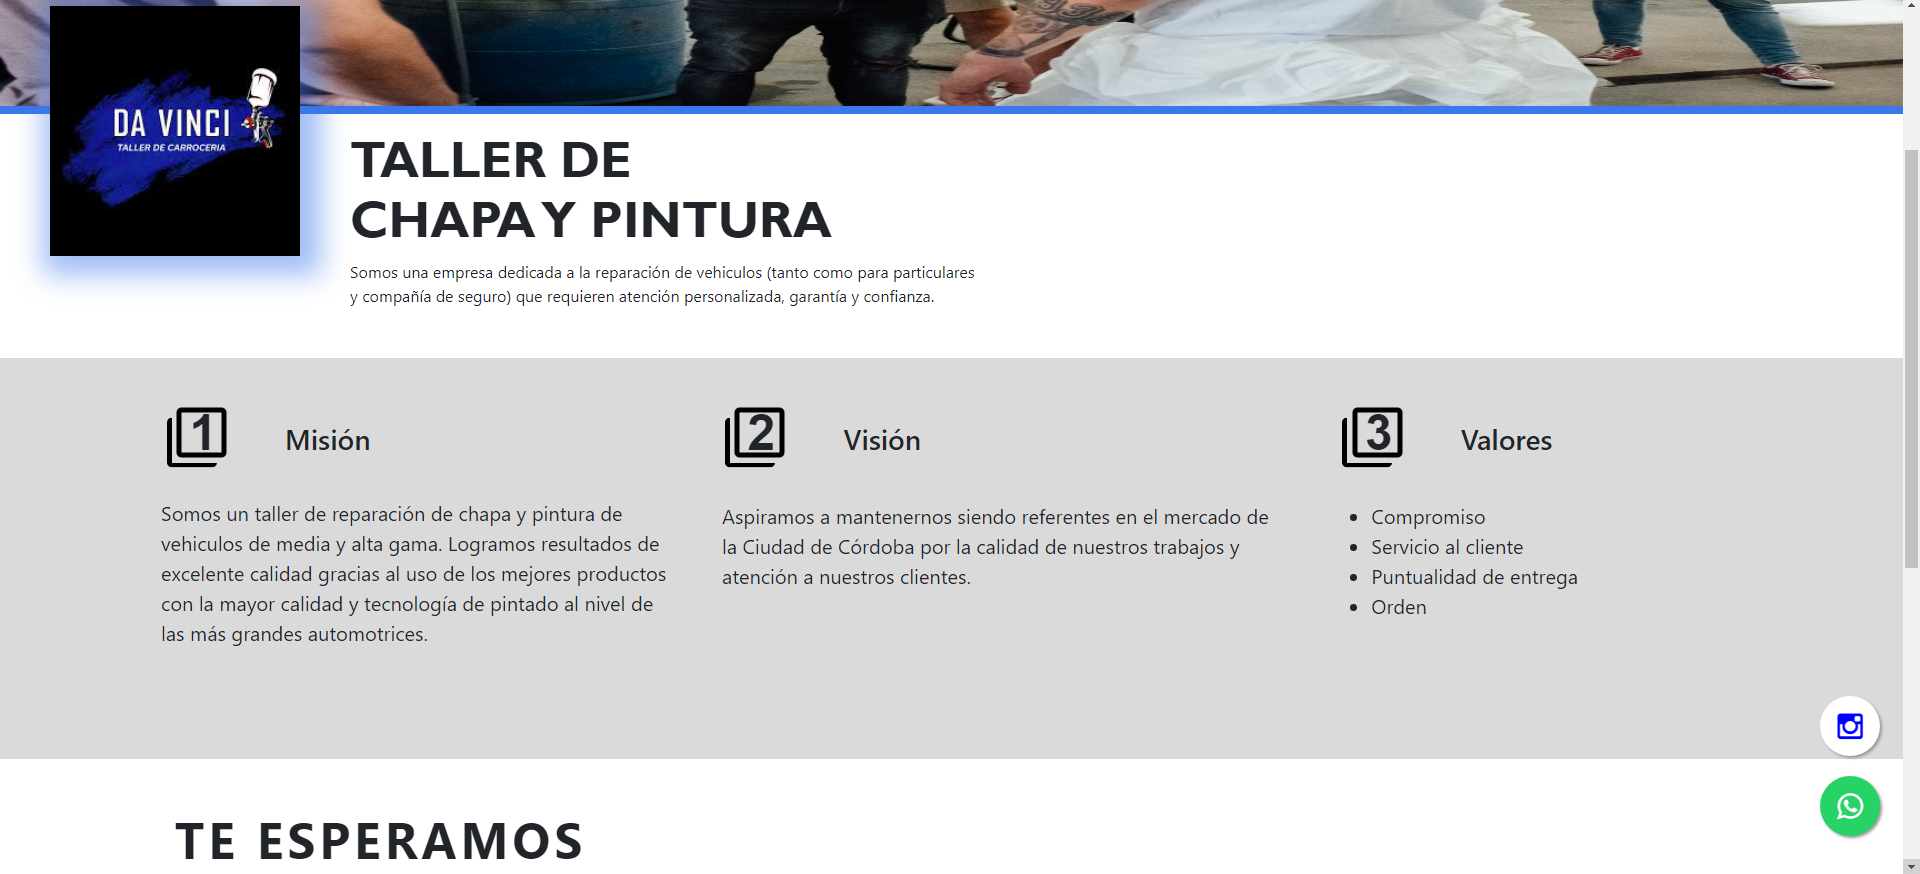 DA VINCI
TALLER DE CARROCERIA
TALLER DE
CHAPA Y PINTURA
Somos una empresa dedicada a la reparación de vehiculos (tanto como para particulares
y compañía de seguro) que requieren atención personalizada, garantía y confianza.
1 Misión
Somos un taller de reparación de chapa y pintura de
vehiculos de media y alta gama. Logramos resultados de
excelente calidad gracias al uso de los mejores productos
con la mayor calidad y tecnología de pintado al nivel de
las más grandes automotrices.
2 Visión
Aspiramos a mantenernos siendo referentes en el mercado de
la Ciudad de Córdoba por la calidad de nuestros trabajos y
atención a nuestros clientes.
3 Valores
• Compromiso
• Servicio al cliente
• Puntualidad de entrega
• Orden
TE ESPERAMOS